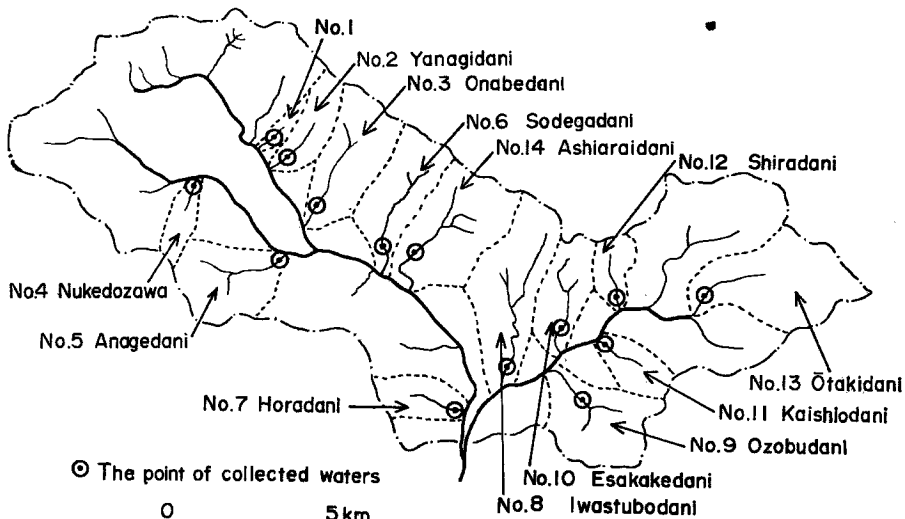 No.1
No.2 Yanagidani
No.3 Onabedani
No.6 Sodegadani
No.14 Ashiaraidani
No.12 Shiradani
No.4 Nukedozawa
No.5 Anagedani
No.7 Horadani
No.13 Ōtakidani
No.11 Kaishiodani
No.9 Ozobudani
No.10 Esakakedani
No.8 Iwastubodani
The point of collected waters
0 5km